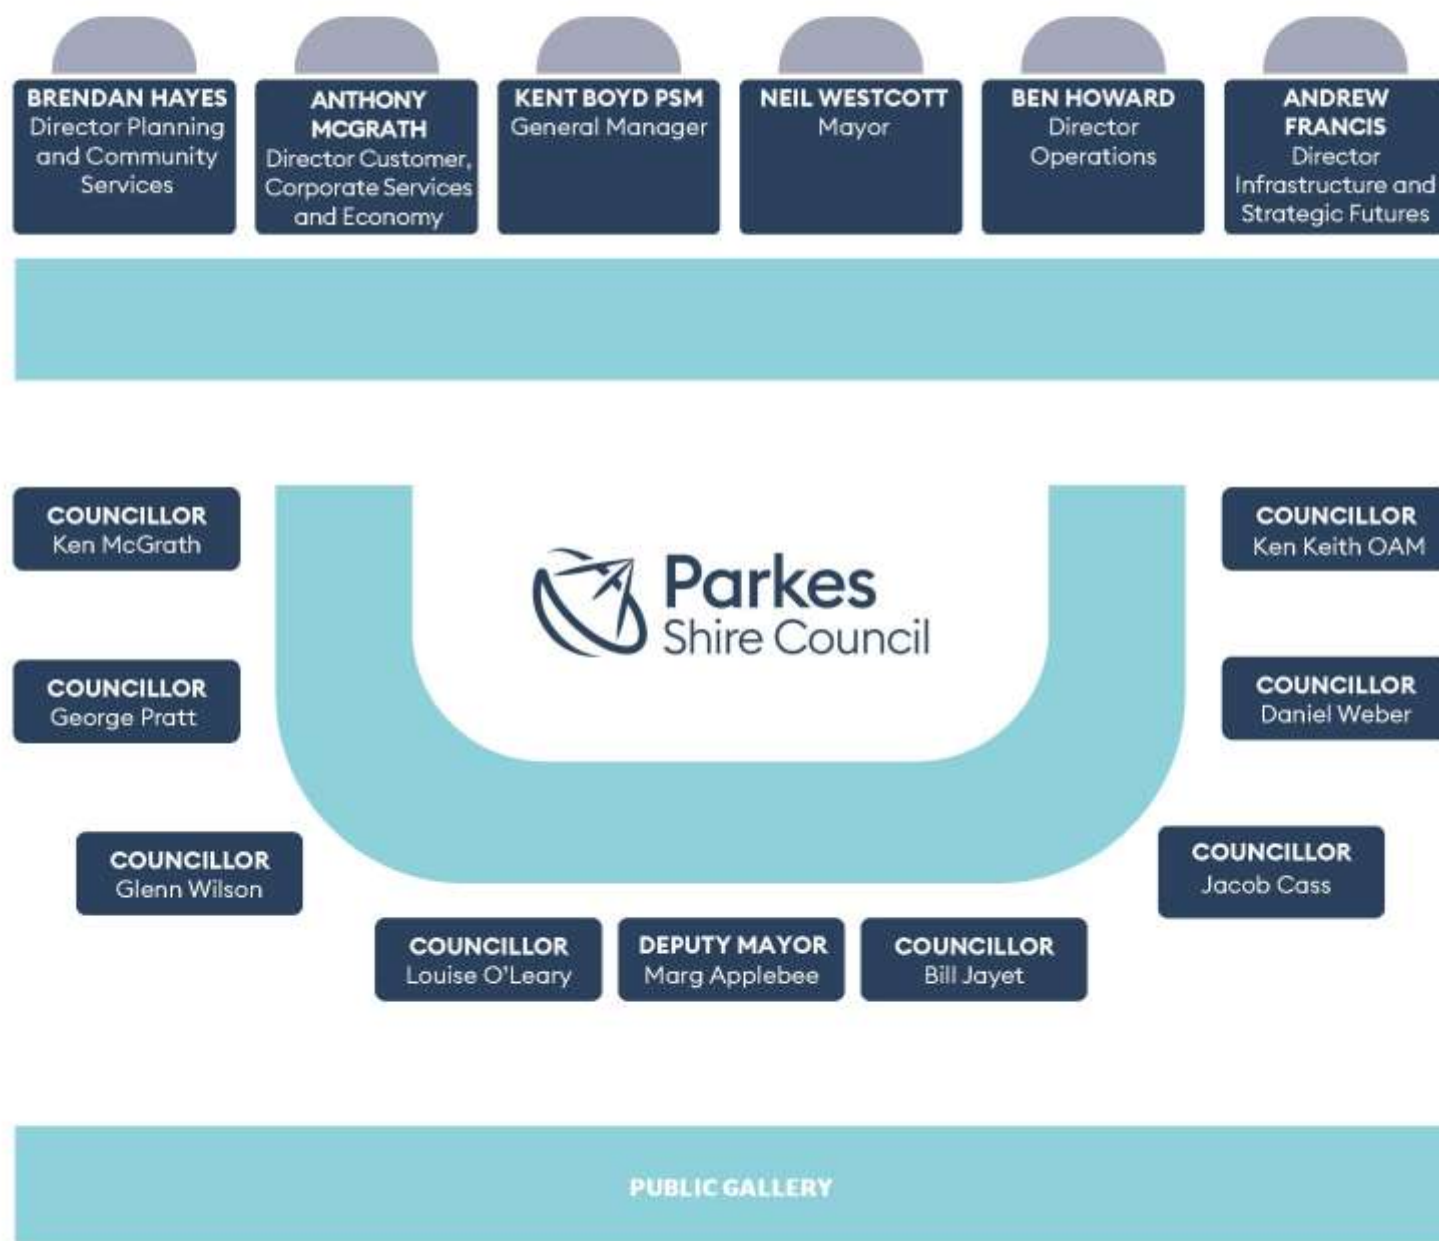 BRENDAN HAYES
Director Planning
and Community
Services
ANTHONY
MCGRATH
Director Customer,
Corporate Services
and Economy
KENT BOYD PSM
General Manager
NEIL WESTCOTT
Mayor
BEN HOWARD
Director
Operations
ANDREW
FRANCIS
Director
Infrastructure and
Strategic Futures
COUNCILLOR
Ken McGrath
COUNCILLOR
Ken Keith OAM
Parkes
Shire Council
COUNCILLOR
George Pratt
COUNCILLOR
Daniel Weber
COUNCILLOR
Glenn Wilson
COUNCILLOR
Jacob Cass
COUNCILLOR
Louise O'Leary
DEPUTY MAYOR
Marg Applebee
COUNCILLOR
Bill Jayet
PUBLIC GALLERY